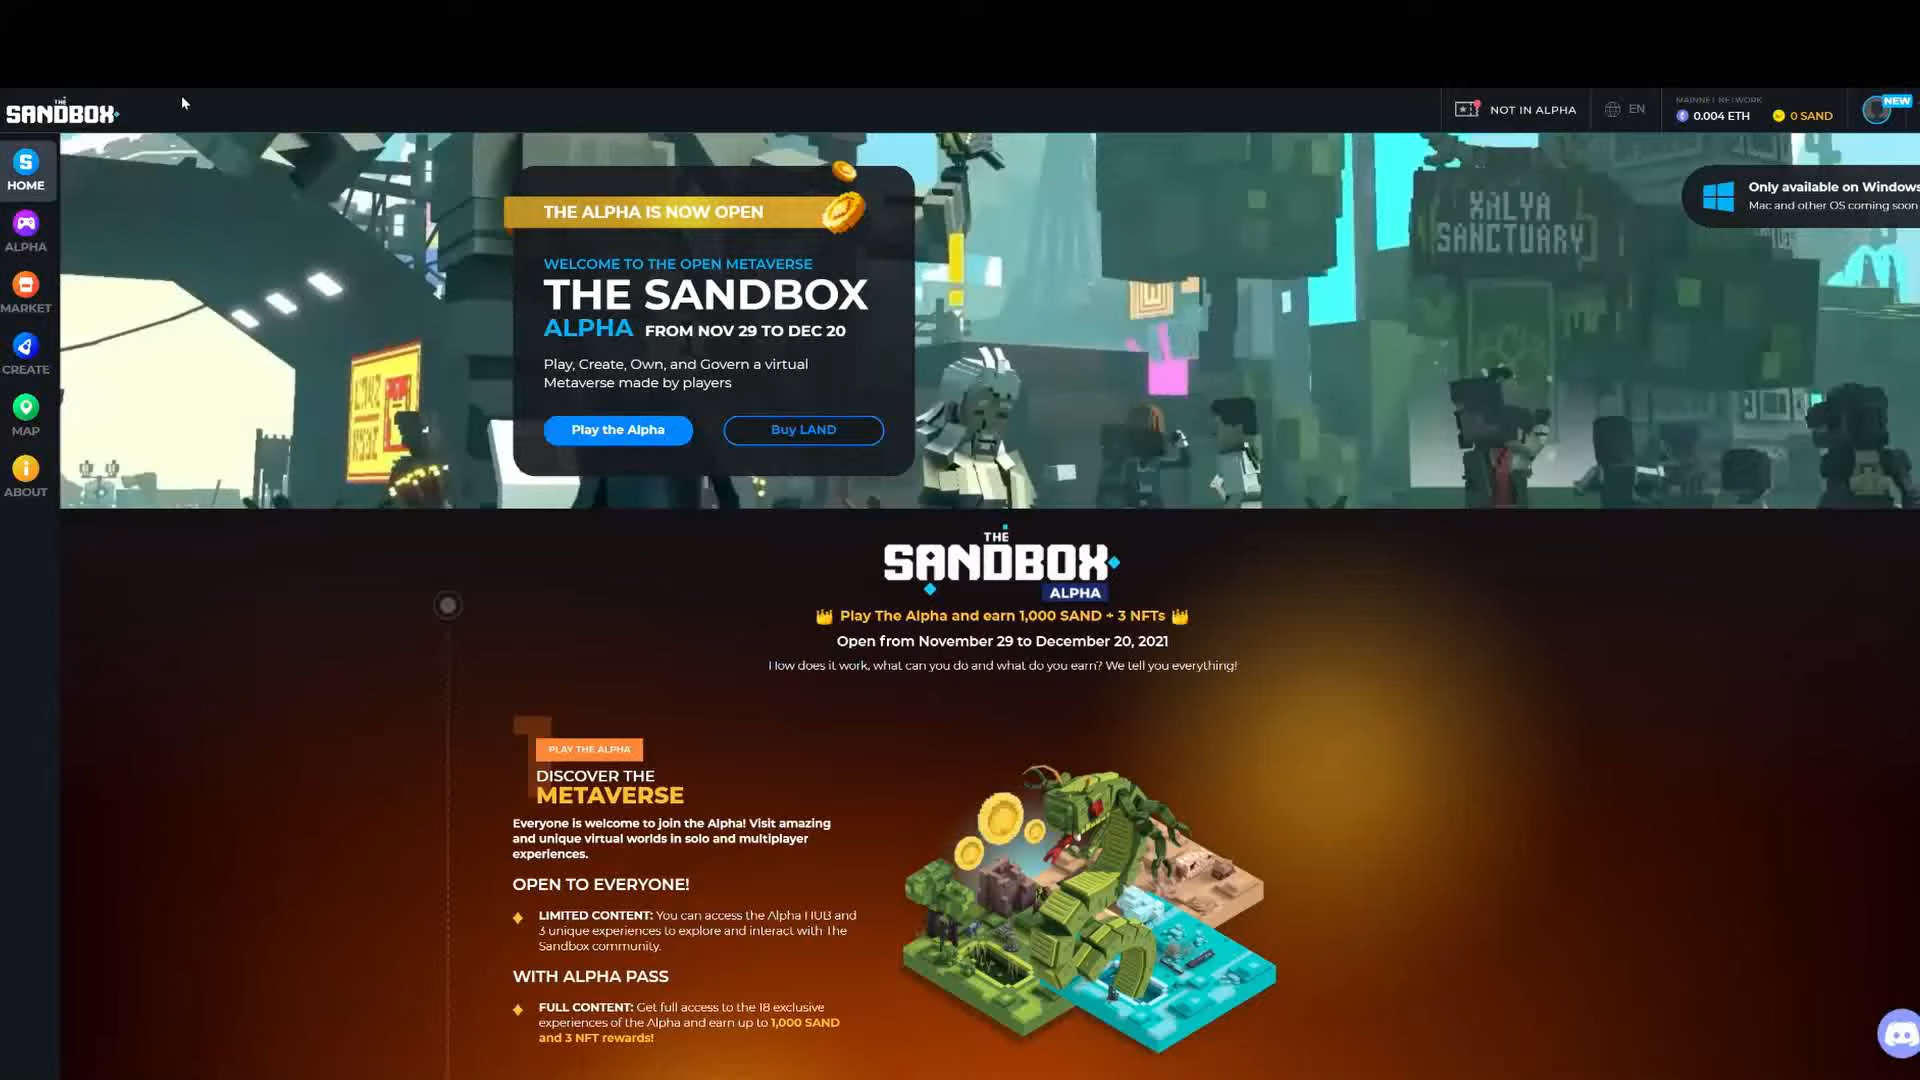 THE
SANDBOX
NOT IN ALPHA
EN
MAINNET NETWORK
0.004 ETH
0 SAND
NEW
S
HOME
ALPHA
MARKET
CREATE
MAP
ABOUT
THE ALPHA IS NOW OPEN
WELCOME TO THE OPEN METAVERSE
THE SANDBOX
ALPHA FROM NOV 29 TO DEC 20
Play, Create, Own, and Govern a virtual
Metaverse made by players
Play the Alpha
Buy LAND
XALYA
SANCTUARY
Only available on Windows
Mac and other OS coming soon
THE
SANDBOX
ALPHA
Play The Alpha and earn 1,000 SAND + 3 NFTs
Open from November 29 to December 20, 2021
How does it work, what can you do and what do you earn? We tell you everything!
1
PLAY THE ALPHA
DISCOVER THE
METAVERSE
Everyone is welcome to join the Alpha! Visit amazing
and unique virtual worlds in solo and multiplayer
experiences.
OPEN TO EVERYONE!
LIMITED CONTENT: You can access the Alpha HUB and
3 unique experiences to explore and interact with The
Sandbox community.
WITH ALPHA PASS
FULL CONTENT: Get full access to the 18 exclusive
experiences of the Alpha and earn up to 1,000 SAND
and 3 NFT rewards!